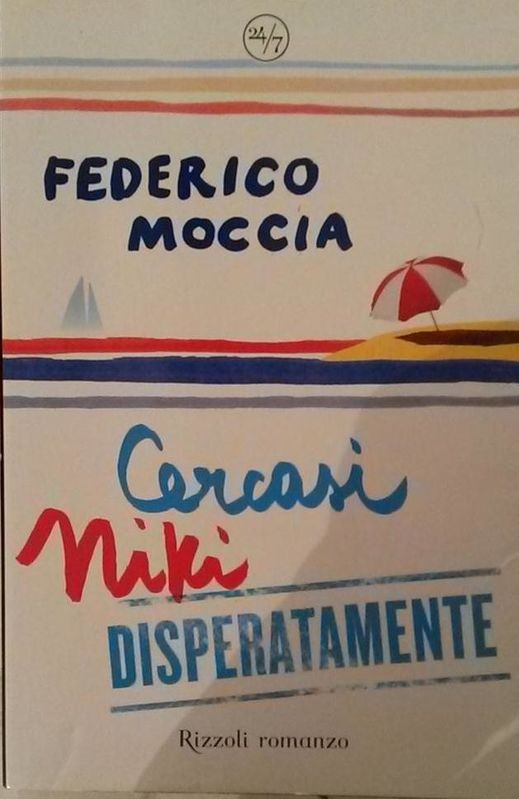 24/7
FEDERICO
MOCCIA
Cercasi
Niki
DISPERATAMENTE
Rizzoli romanzo